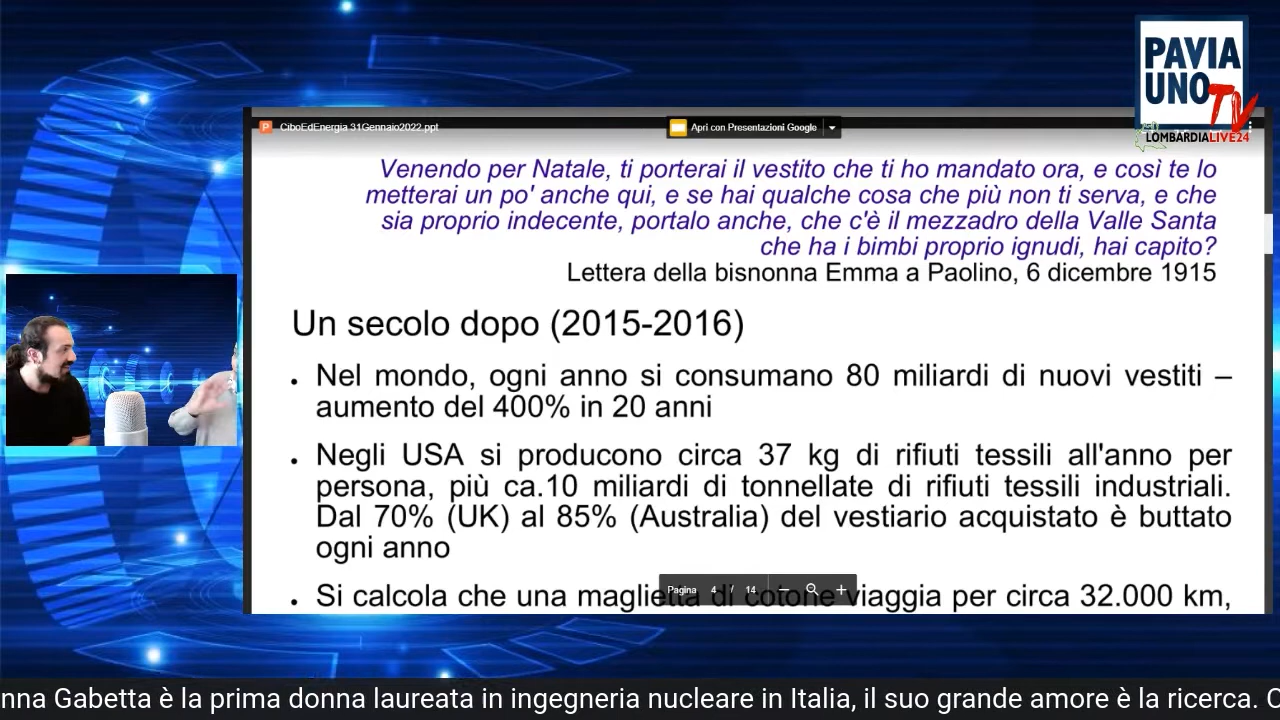 PAVIA
UNO TV
LOMBARDIALIVE24
CiboEdEnergia 31Gennaio2022.ppt
Apri con Presentazioni Google
Venendo per Natale, ti porterai il vestito che ti ho mandato ora, e così te lo
metterai un po' anche qui, e se hai qualche cosa che più non ti serva, e che
sia proprio indecente, portalo anche, che c'è il mezzadro della Valle Santa
che ha i bimbi proprio ignudi, hai capito?
Lettera della bisnonna Emma a Paolino, 6 dicembre 1915
Un secolo dopo (2015-2016)
• Nel mondo, ogni anno si consumano 80 miliardi di nuovi vestiti –
aumento del 400% in 20 anni
• Negli USA si producono circa 37 kg di rifiuti tessili all'anno per
persona, più ca.10 miliardi di tonnellate di rifiuti tessili industriali.
Dal 70% (UK) al 85% (Australia) del vestiario acquistato è buttato
ogni anno
• Si calcola che una maglietta di cotone viaggia per circa 32.000 km,
Pagina 4 / 14
nna Gabetta è la prima donna laureata in ingegneria nucleare in Italia, il suo grande amore è la ricerca. C